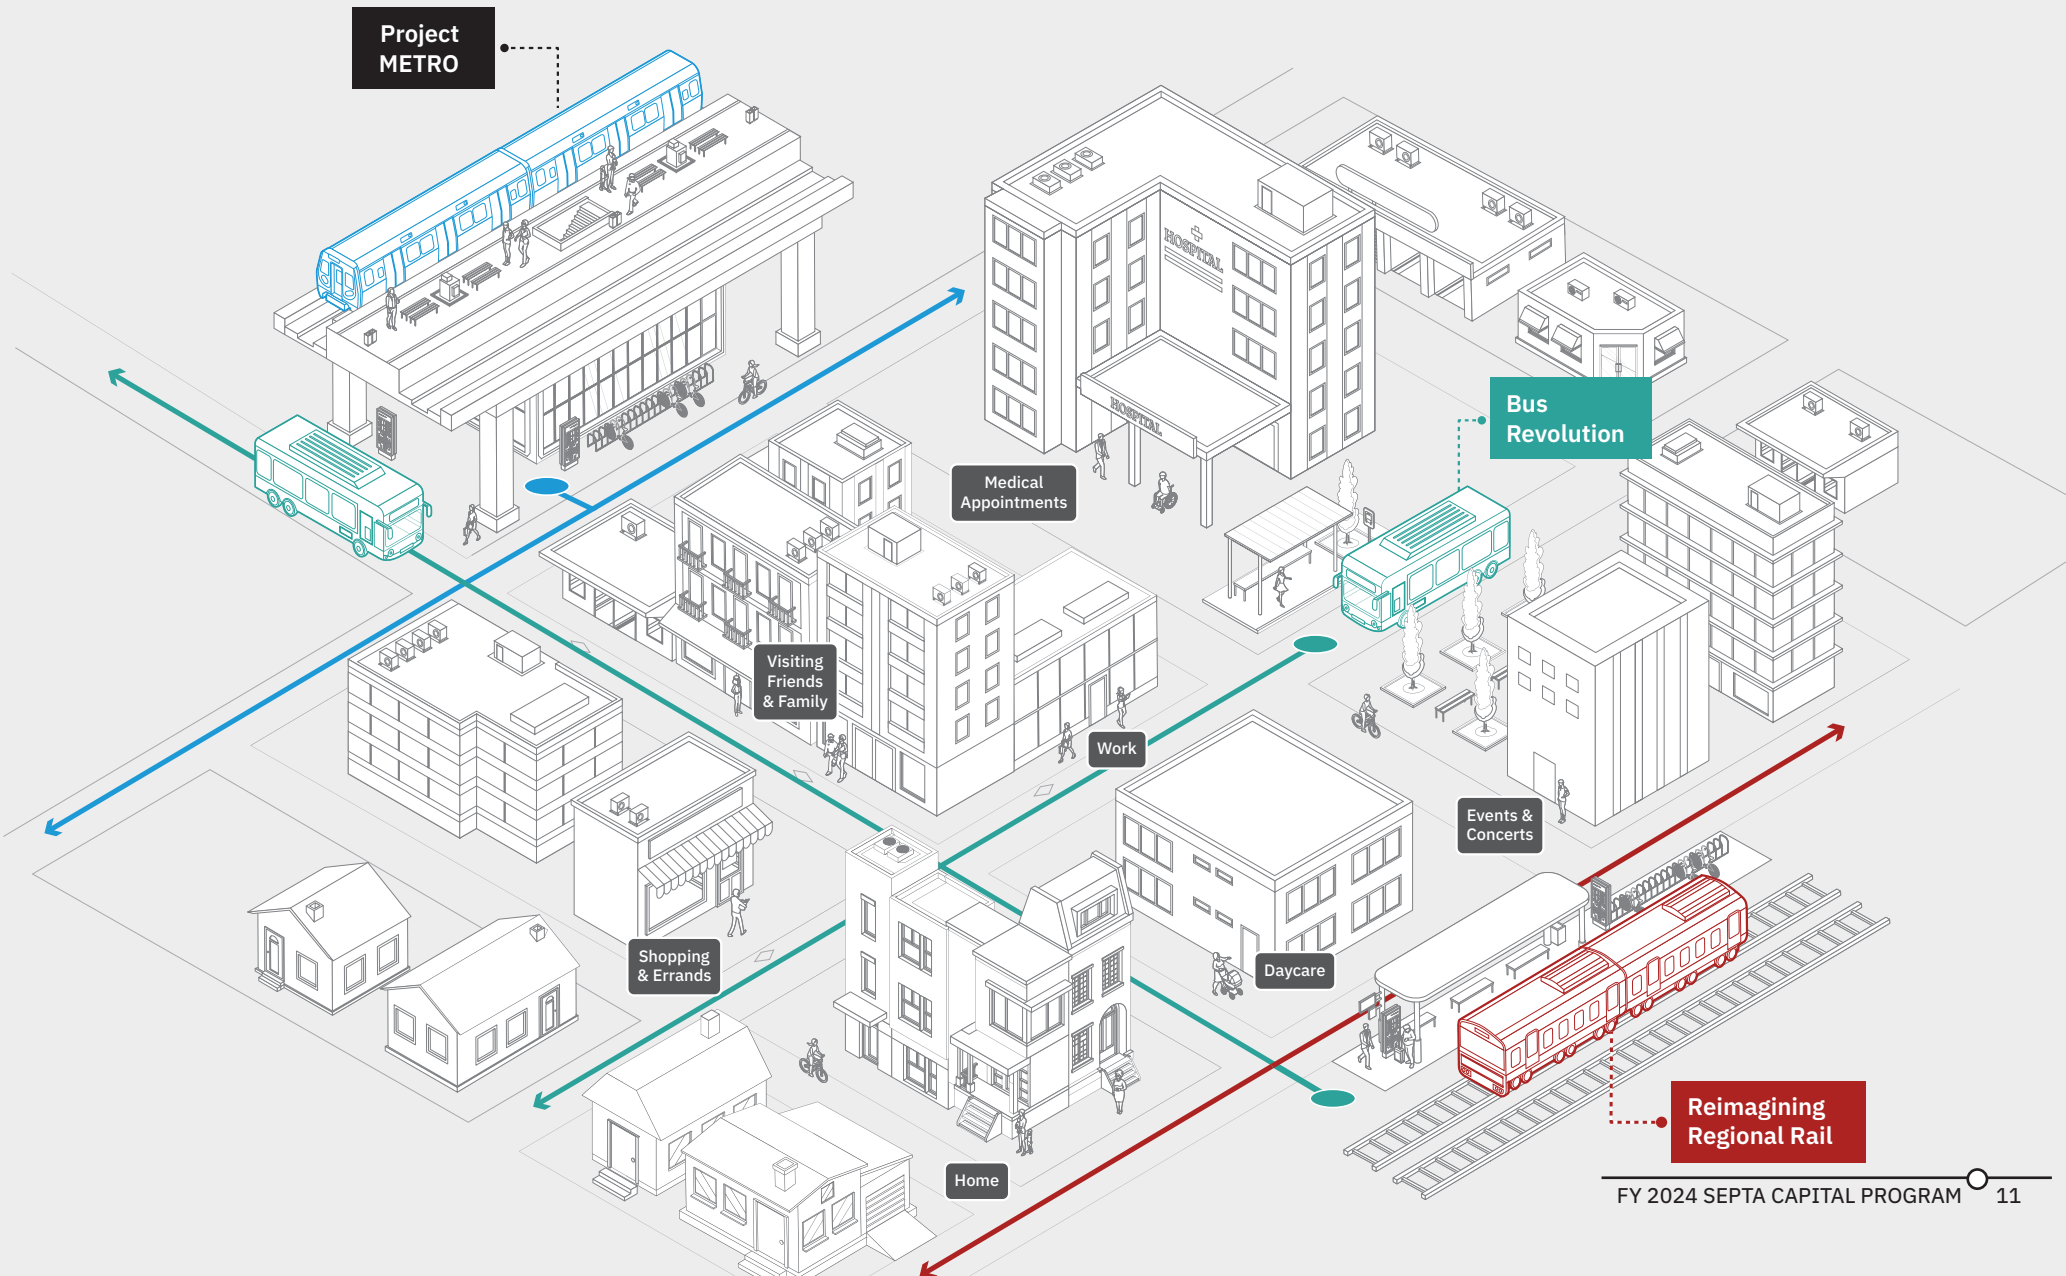 Project
METRO
HOSPITAL
HOSPITAL
Bus
Revolution
Medical
Appointments
Visiting
Friends
& Family
Work
Events &
Concerts
Shopping
& Errands
Daycare
Reimagining
Regional Rail
Home
FY 2024 SEPTA CAPITAL PROGRAM 11